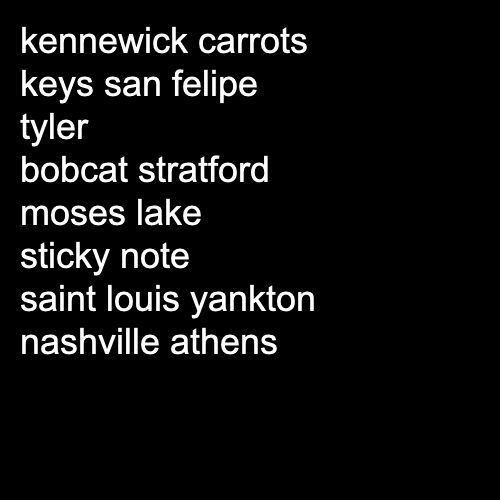 kennewick carrots
keys san felipe
tyler
bobcat stratford
moses lake
sticky note
saint louis yankton
nashville athens